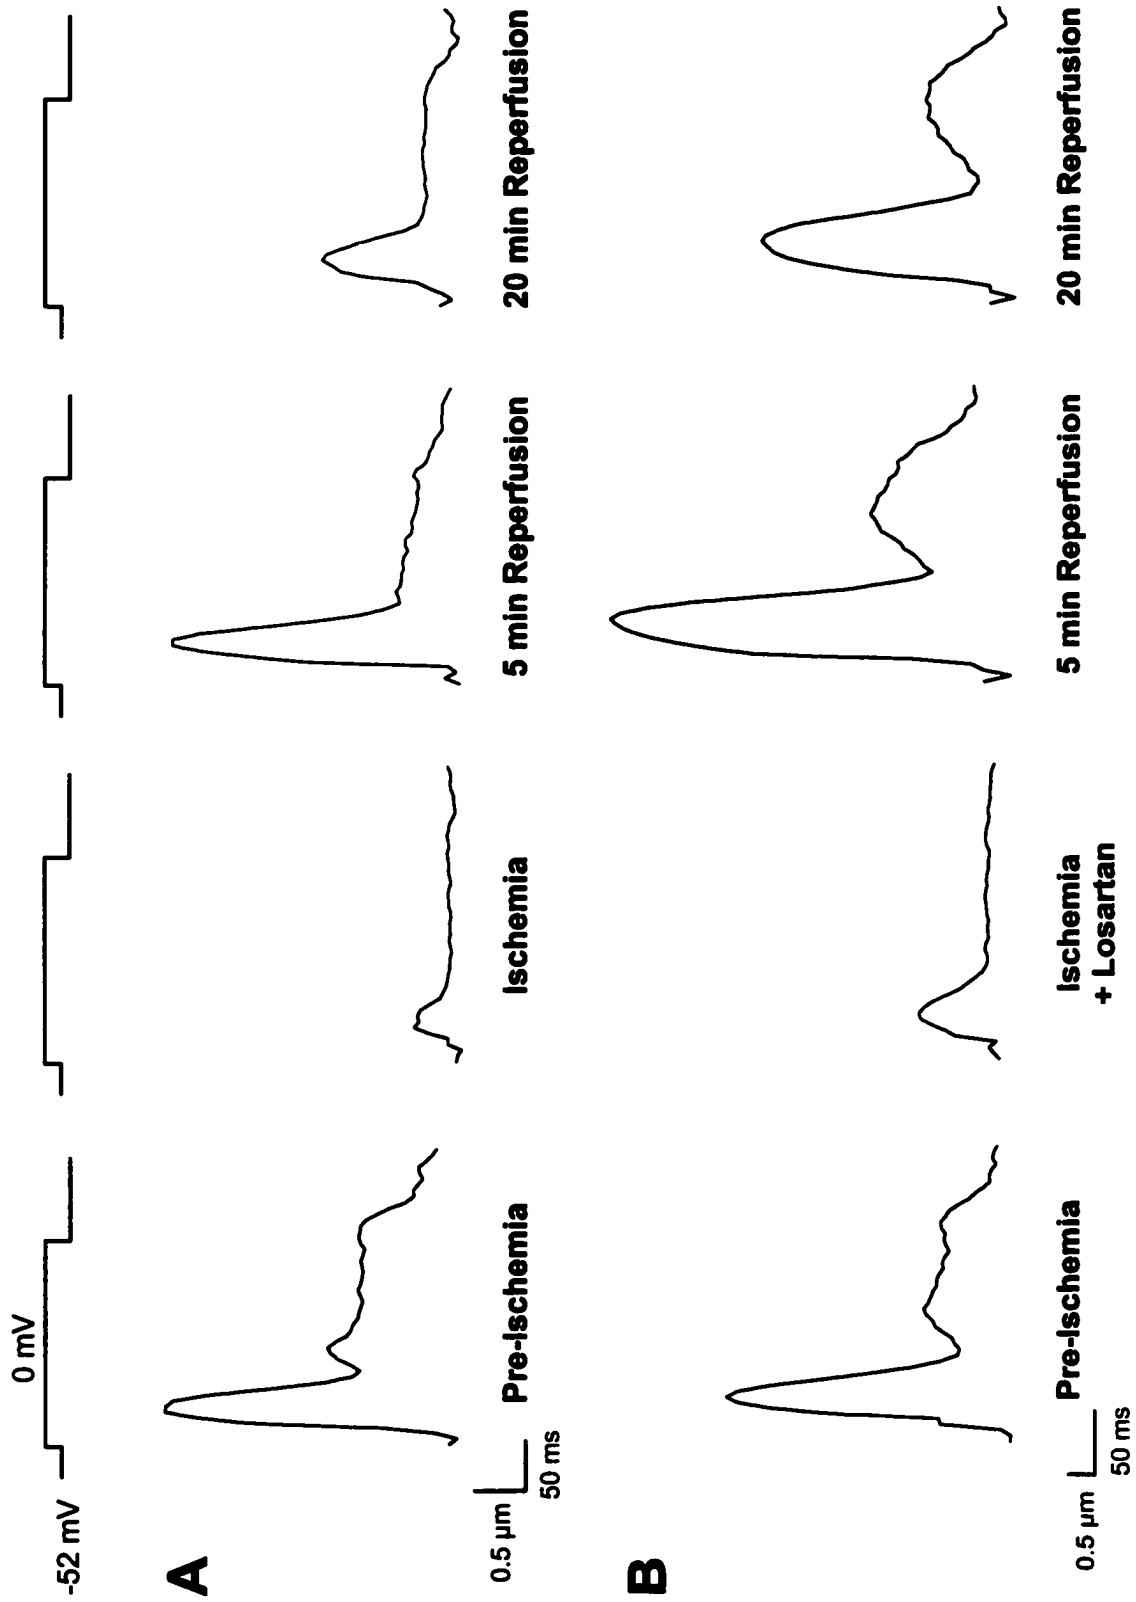 -52 mV
0 mV
A
0.5 µm
50 ms
Pre-Ischemia
Ischemia
5 min Reperfusion
20 min Reperfusion
B
0.5 µm
50 ms
Pre-Ischemia
Ischemia
+ Losartan
5 min Reperfusion
20 min Reperfusion